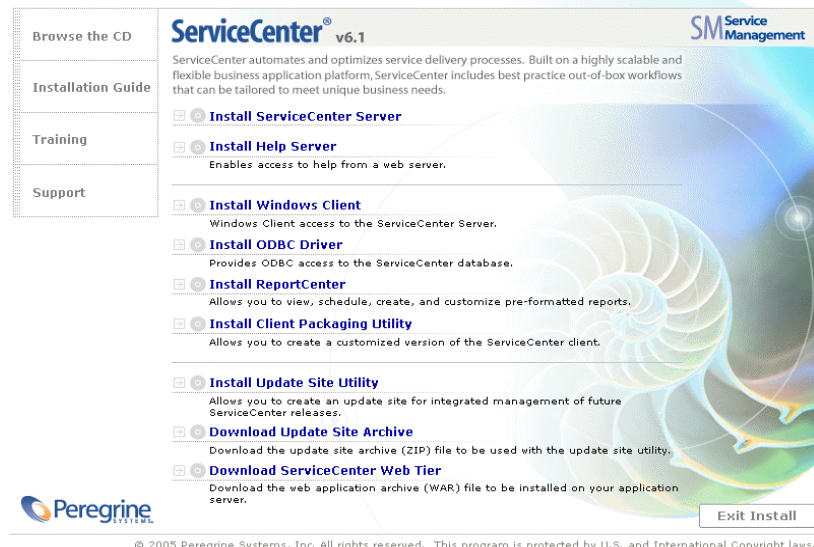 Browse the CD
Installation Guide
Training
Support
ServiceCenter® v6.1
SM Service Management
ServiceCenter automates and optimizes service delivery processes. Built on a highly scalable and
flexible business application platform, ServiceCenter includes best practice out-of-box workflows
that can be tailored to meet unique business needs.
Install ServiceCenter Server
Install Help Server
Enables access to help from a web server.
Install Windows Client
Windows Client access to the ServiceCenter Server.
Install ODBC Driver
Provides ODBC access to the ServiceCenter database.
Install ReportCenter
Allows you to view, schedule, create, and customize pre-formatted reports.
Install Client Packaging Utility
Allows you to create a customized version of the ServiceCenter client.
Install Update Site Utility
Allows you to create an update site for integrated management of future
ServiceCenter releases.
Download Update Site Archive
Download the update site archive (ZIP) file to be used with the update site utility.
Download ServiceCenter Web Tier
Download the web application archive (WAR) file to be installed on your application
server.
Peregrine
SYSTEMS
Exit Install
© 2005 Peregrine Systems, Inc. All rights reserved. This program is protected by U.S. and International Copyright laws.